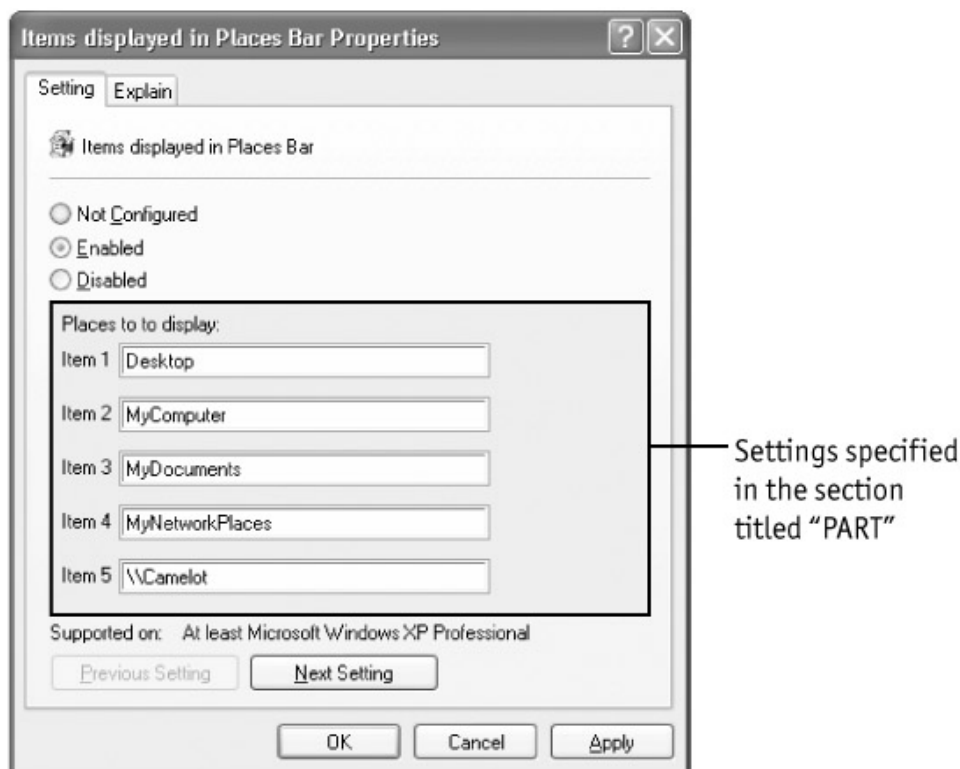 Items displayed in Places Bar Properties
Setting
Explain
Items displayed in Places Bar
Not Configured
Enabled
Disabled
Places to to display:
Item 1 Desktop
Item 2 MyComputer
Item 3 MyDocuments
Item 4 MyNetworkPlaces
Item 5 \\Camelot
Settings specified
in the section
titled “PART”
Supported on: At least Microsoft Windows XP Professional
Previous Setting
Next Setting
OK
Cancel
Apply